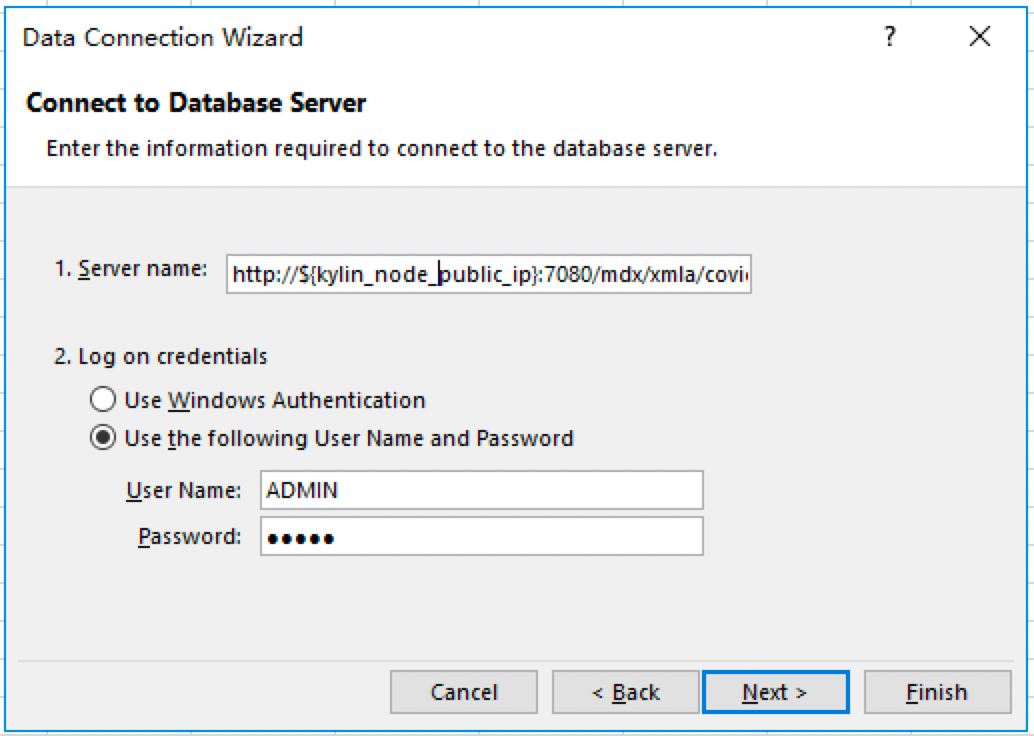 Data Connection Wizard ? ×
Connect to Database Server
Enter the information required to connect to the database server.
1. Server name: http://${kylin_node_public_ip}:7080/mdx/xmla/covi
2. Log on credentials
Use Windows Authentication
Use the following User Name and Password
User Name: ADMIN
Password: •••••
Cancel < Back Next > Finish